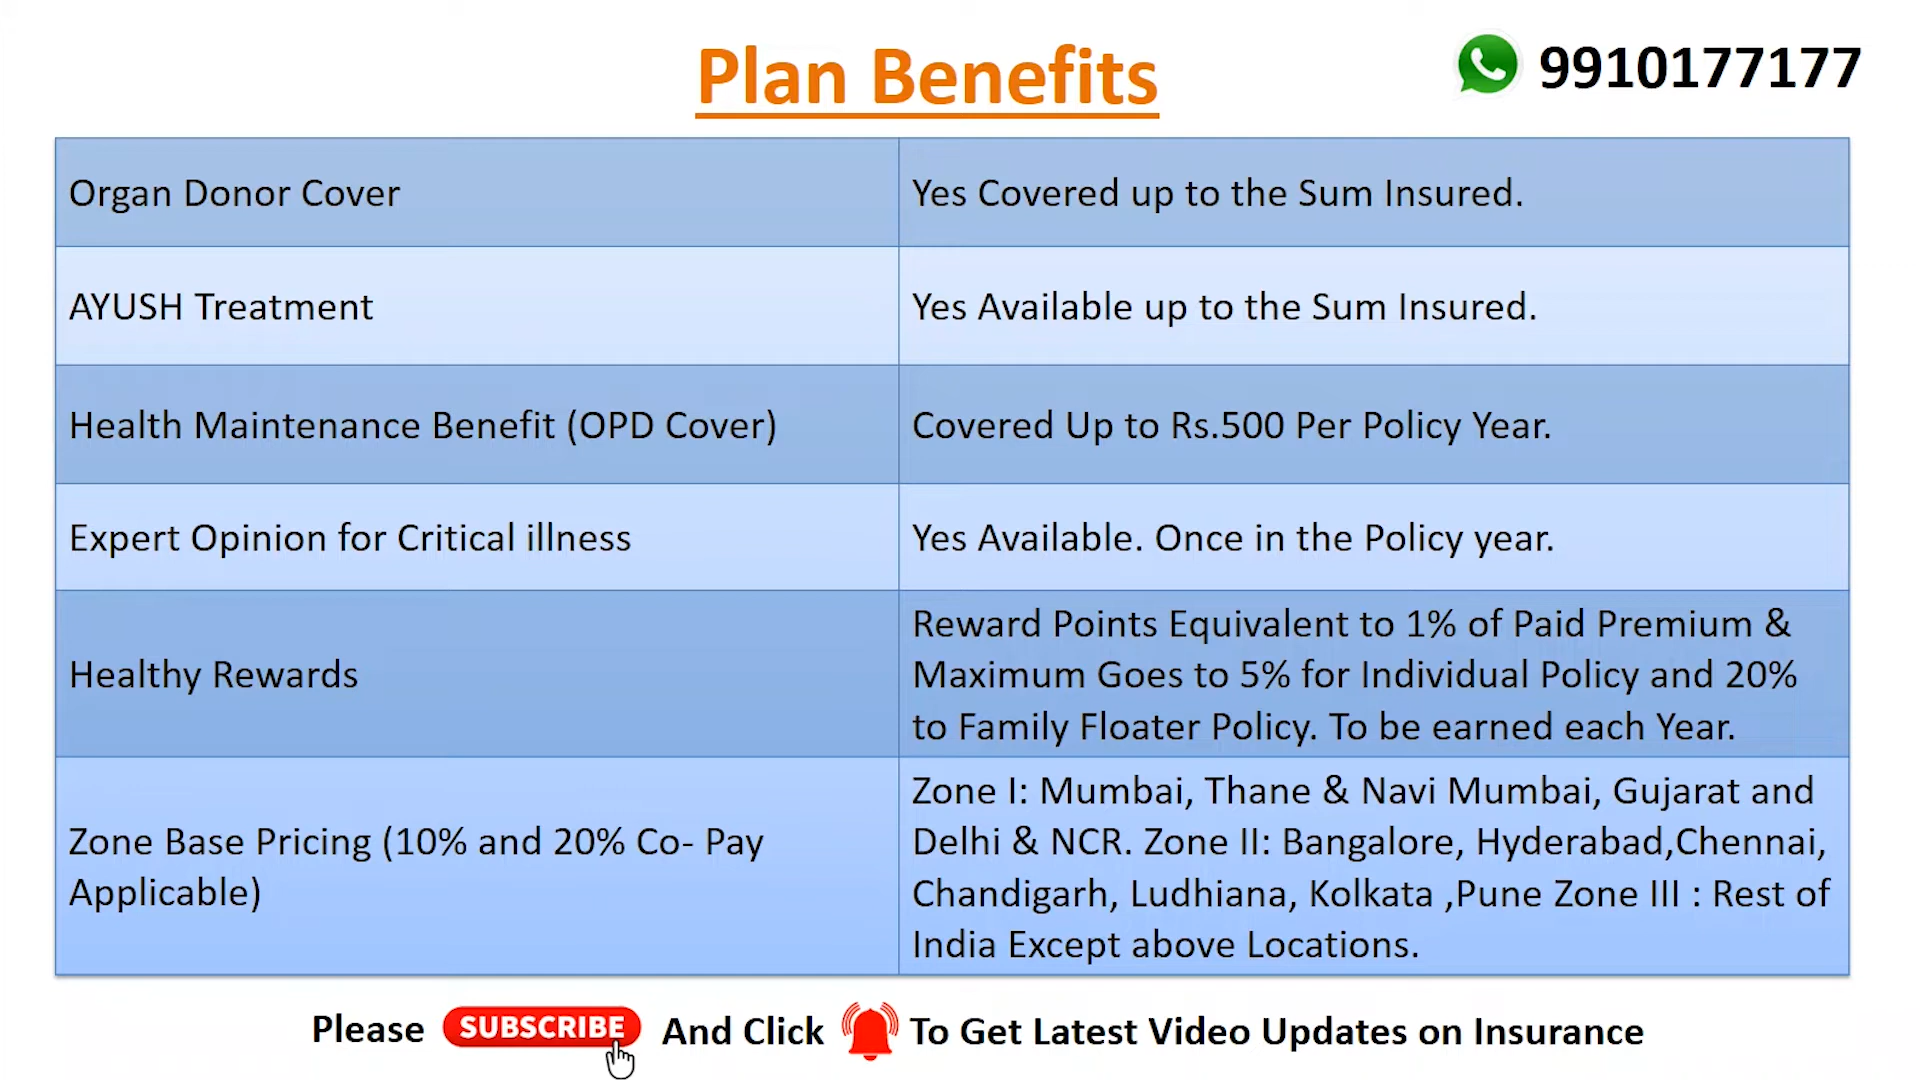 Plan Benefits
9910177177
Organ Donor Cover
Yes Covered up to the Sum Insured.
AYUSH Treatment
Yes Available up to the Sum Insured.
Health Maintenance Benefit (OPD Cover)
Covered Up to Rs.500 Per Policy Year.
Expert Opinion for Critical illness
Yes Available. Once in the Policy year.
Healthy Rewards
Reward Points Equivalent to 1% of Paid Premium &
Maximum Goes to 5% for Individual Policy and 20%
to Family Floater Policy. To be earned each Year.
Zone Base Pricing (10% and 20% Co- Pay
Applicable)
Zone I: Mumbai, Thane & Navi Mumbai, Gujarat and
Delhi & NCR. Zone II: Bangalore, Hyderabad,Chennai,
Chandigarh, Ludhiana, Kolkata ,Pune Zone III : Rest of
India Except above Locations.
Please SUBSCRIBE And Click To Get Latest Video Updates on Insurance